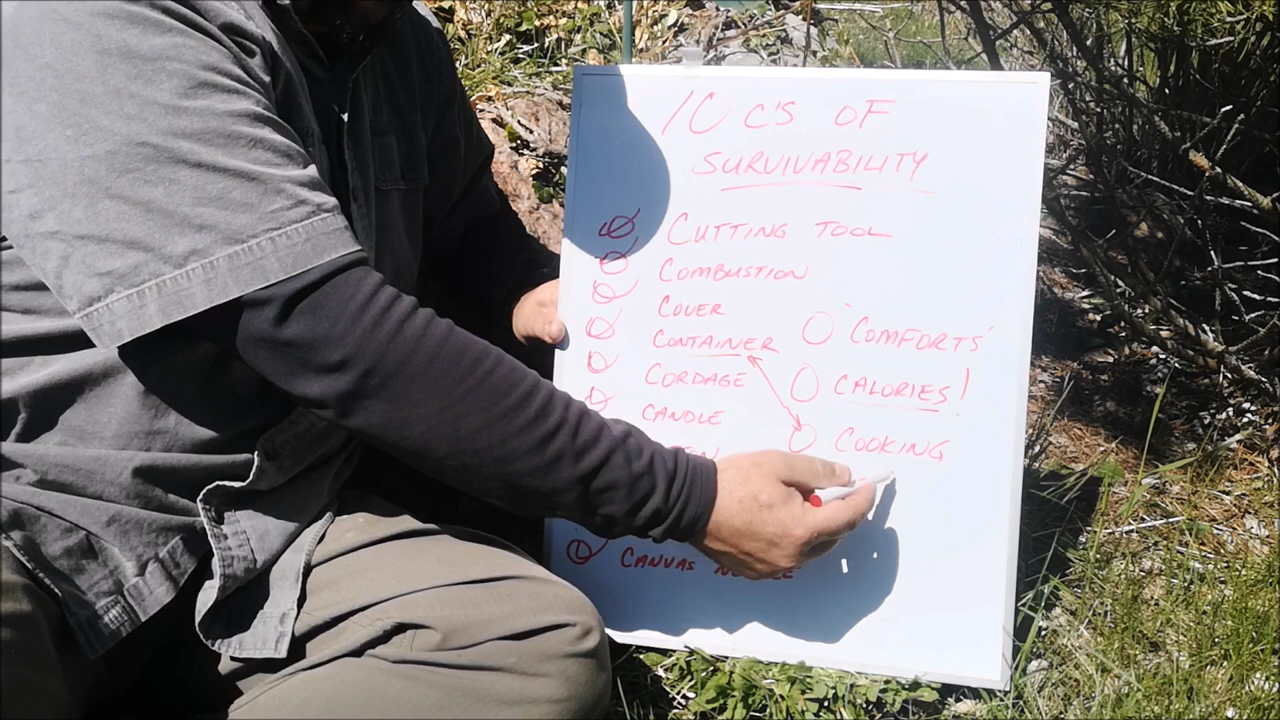 10 C'S OF
SURVIVABILITY
CUTTING TOOL
COMBUSTION
COVER
CONTAINER
CORDAGE
CANDLE
CANVAS
COMFORTS
CALORIES!
COOKING